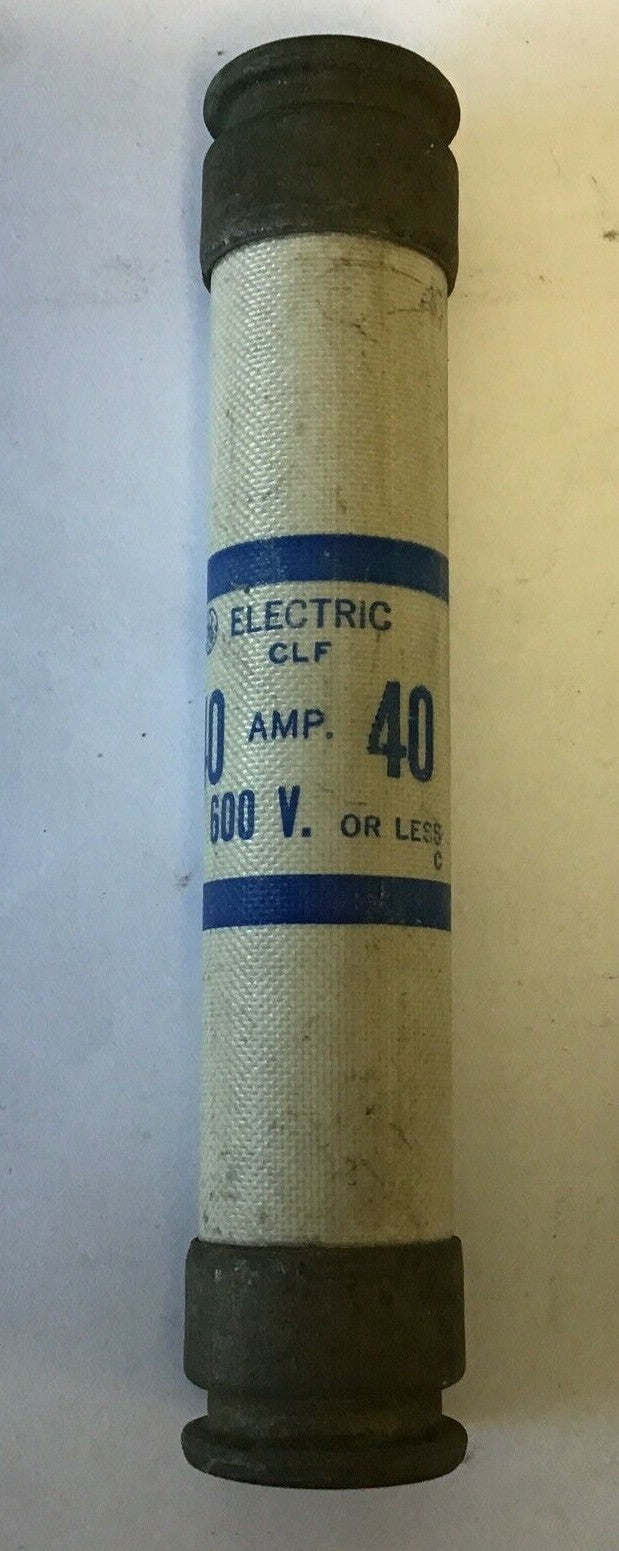 ELECTRIC
CLF
AMP. 40
600 V. OR LESS
C